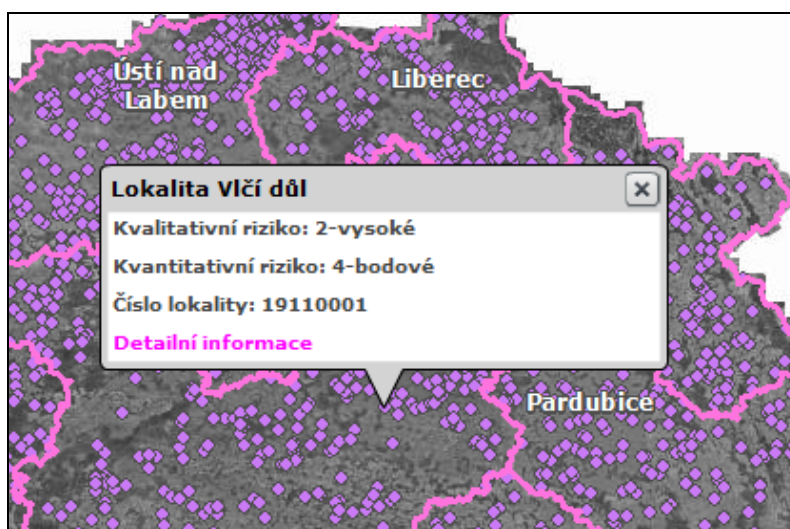 Ústí nad
Labem
Liberec
Lokalita Vlčí důl
Kvalitativní riziko: 2-vysoké
Kvantitativní riziko: 4-bodové
Číslo lokality: 19110001
Detailní informace
Pardubice